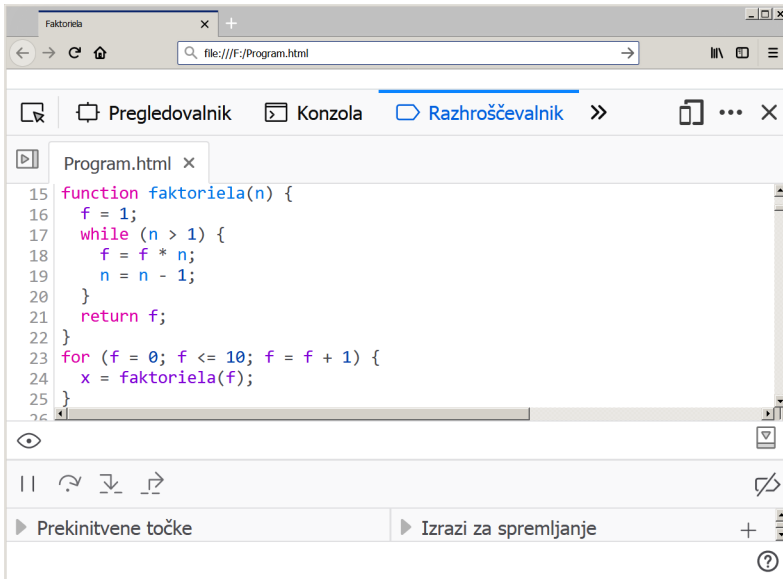 Faktoriela
file:///F:/Program.html
Pregledovalnik Konzola Razhroščevalnik
Program.html
15 function faktoriela(n) {
16 f = 1;
17 while (n > 1) {
18 f = f * n;
19 n = n - 1;
20 }
21 return f;
22 }
23 for (f = 0; f <= 10; f = f + 1) {
24 x = faktoriela(f);
25 }
26
Prekinitvene točke Izrazi za spremljanje